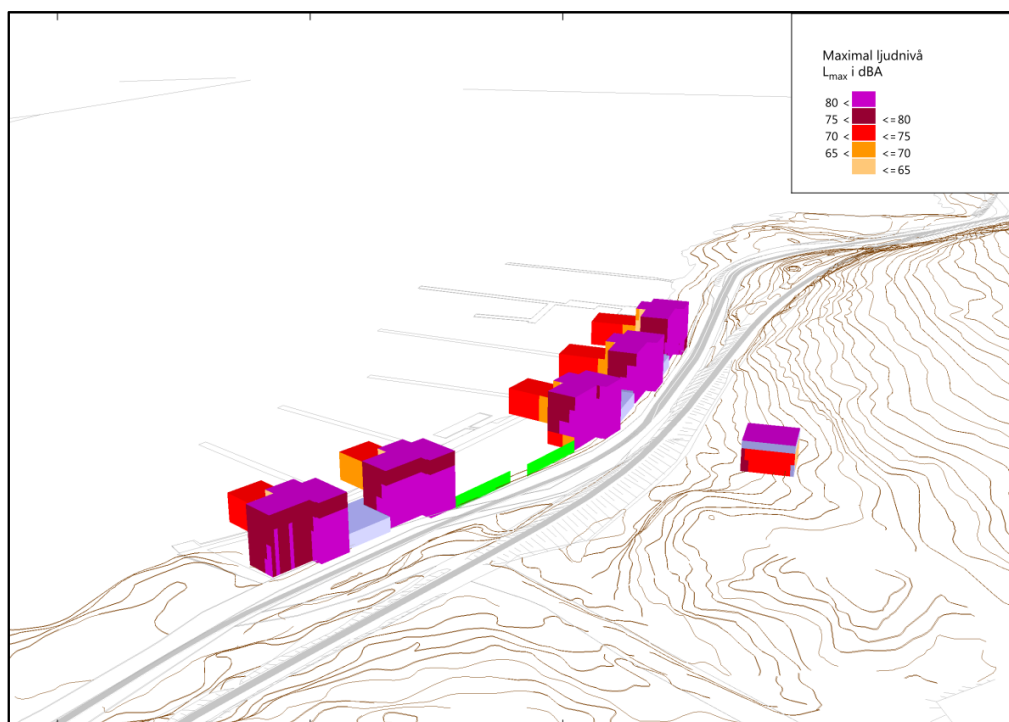 Maximal ljudnivå
Lmax i dBA
80 <
75 < <= 80
70 < <= 75
65 < <= 70
<= 65